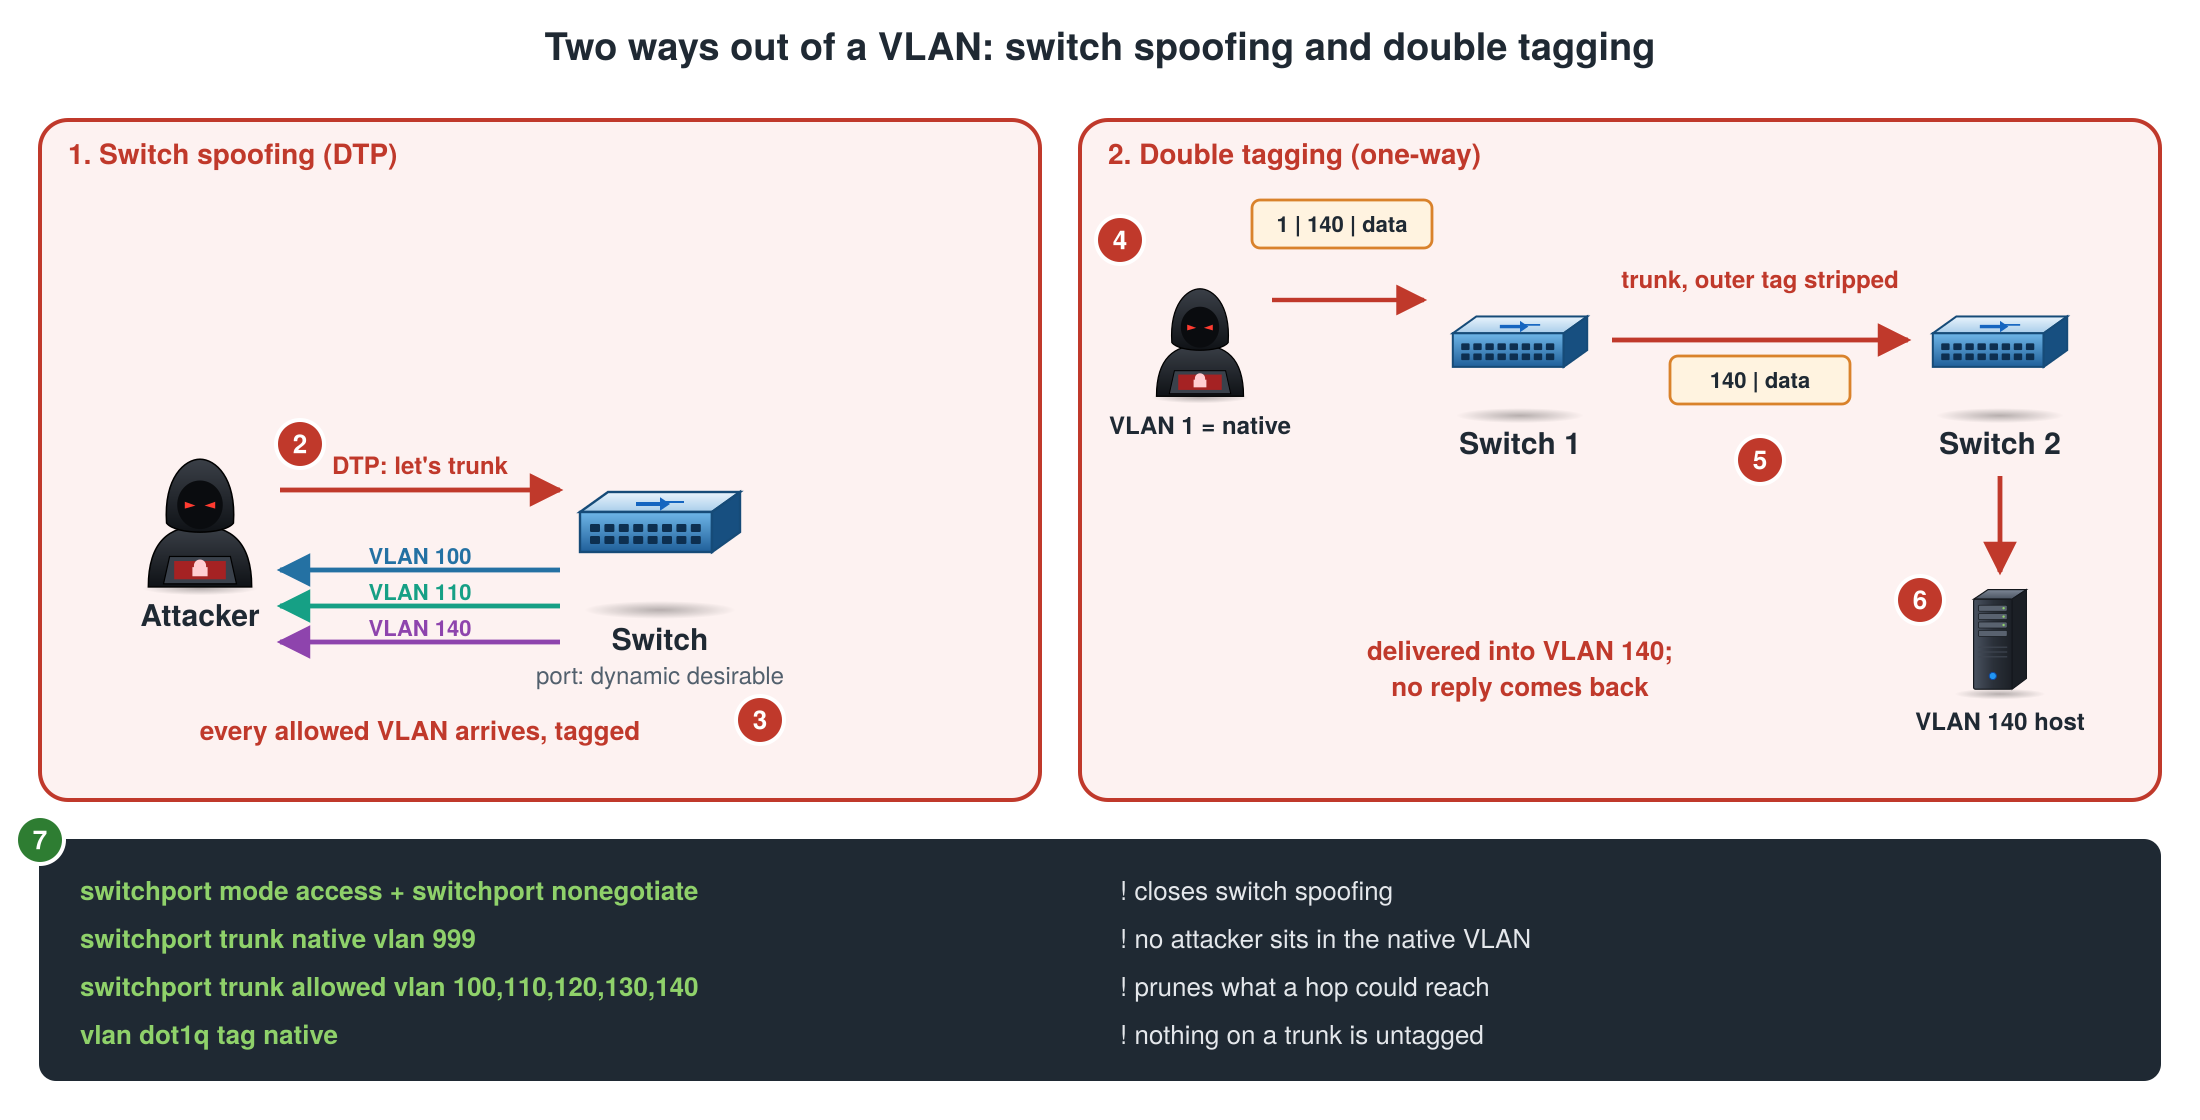 Two ways out of a VLAN: switch spoofing and double tagging
1. Switch spoofing (DTP)
2
DTP: let's trunk
VLAN 100
VLAN 110
VLAN 140
Attacker
Switch
port: dynamic desirable
3
every allowed VLAN arrives, tagged
2. Double tagging (one-way)
4
1 | 140 | data
trunk, outer tag stripped
140 | data
VLAN 1 = native
Switch 1
5
Switch 2
6
delivered into VLAN 140;
no reply comes back
VLAN 140 host
7
switchport mode access + switchport nonegotiate ! closes switch spoofing
switchport trunk native vlan 999 ! no attacker sits in the native VLAN
switchport trunk allowed vlan 100,110,120,130,140 ! prunes what a hop could reach
vlan dot1q tag native ! nothing on a trunk is untagged